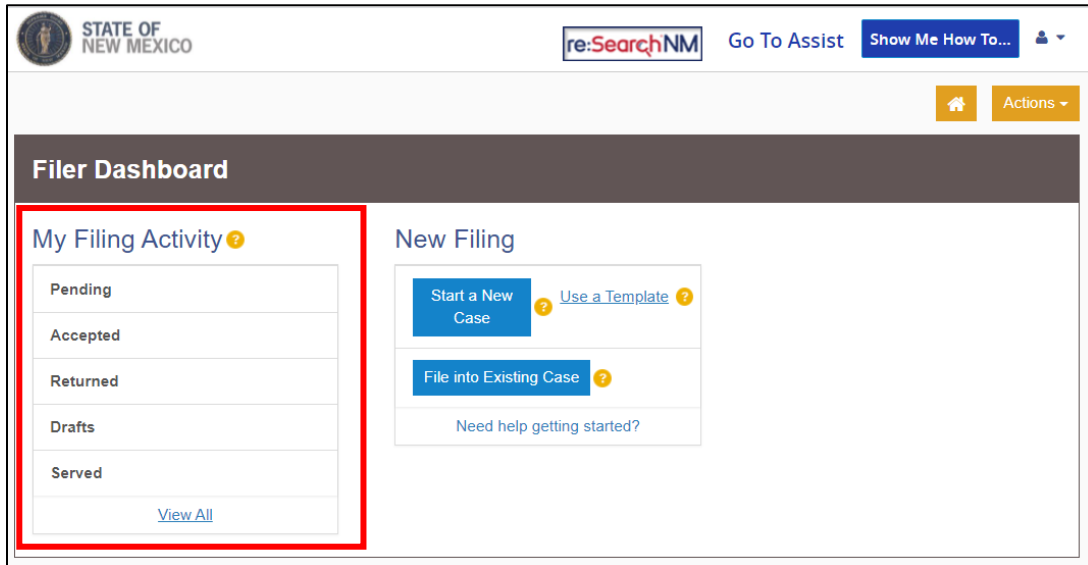 STATE OF
NEW MEXICO
re:SearchNM
Go To Assist
Show Me How To...
Actions
Filer Dashboard
My Filing Activity ?
Pending
Accepted
Returned
Drafts
Served
View All
New Filing
Start a New
Case
?
Use a Template ?
File into Existing Case ?
Need help getting started?